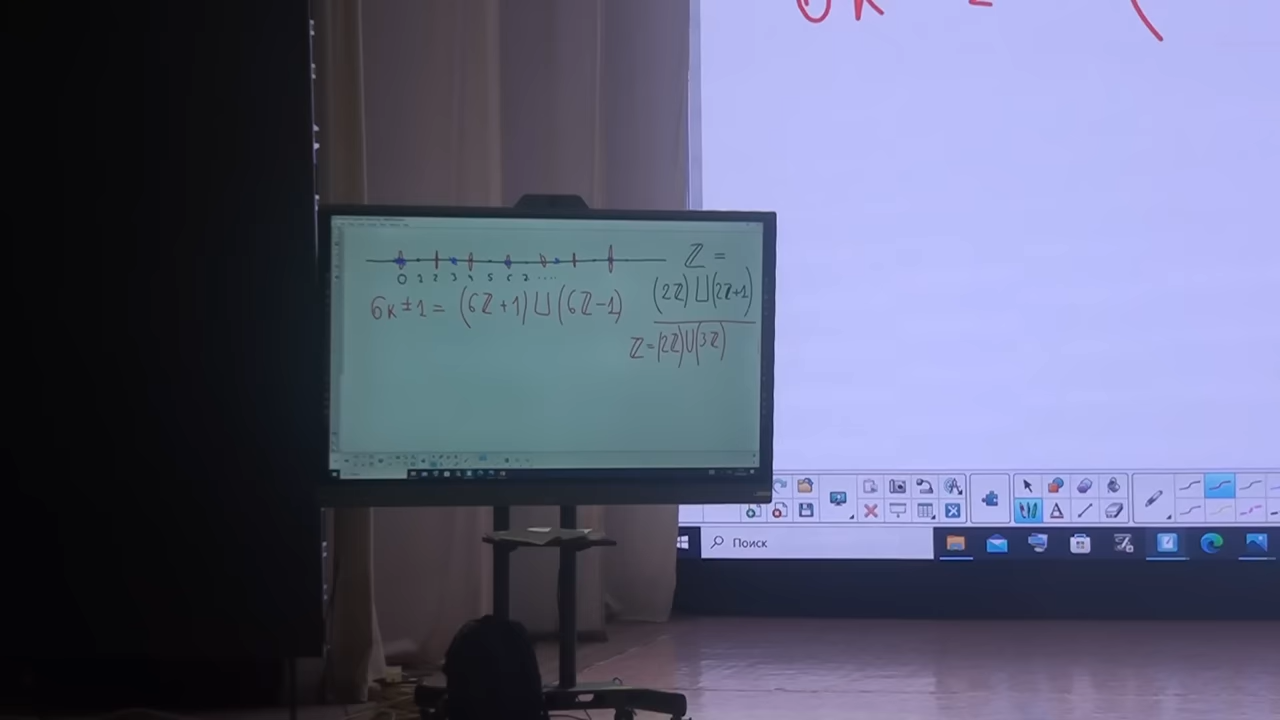 6k
Z =
(2Z) ⊔ (2Z+1)
0 1 2 3 4 5 6 7 ....
6k ± 1 = (6Z + 1) ⊔ (6Z − 1)
Z = (2Z) ∪ (3Z)
Поиск